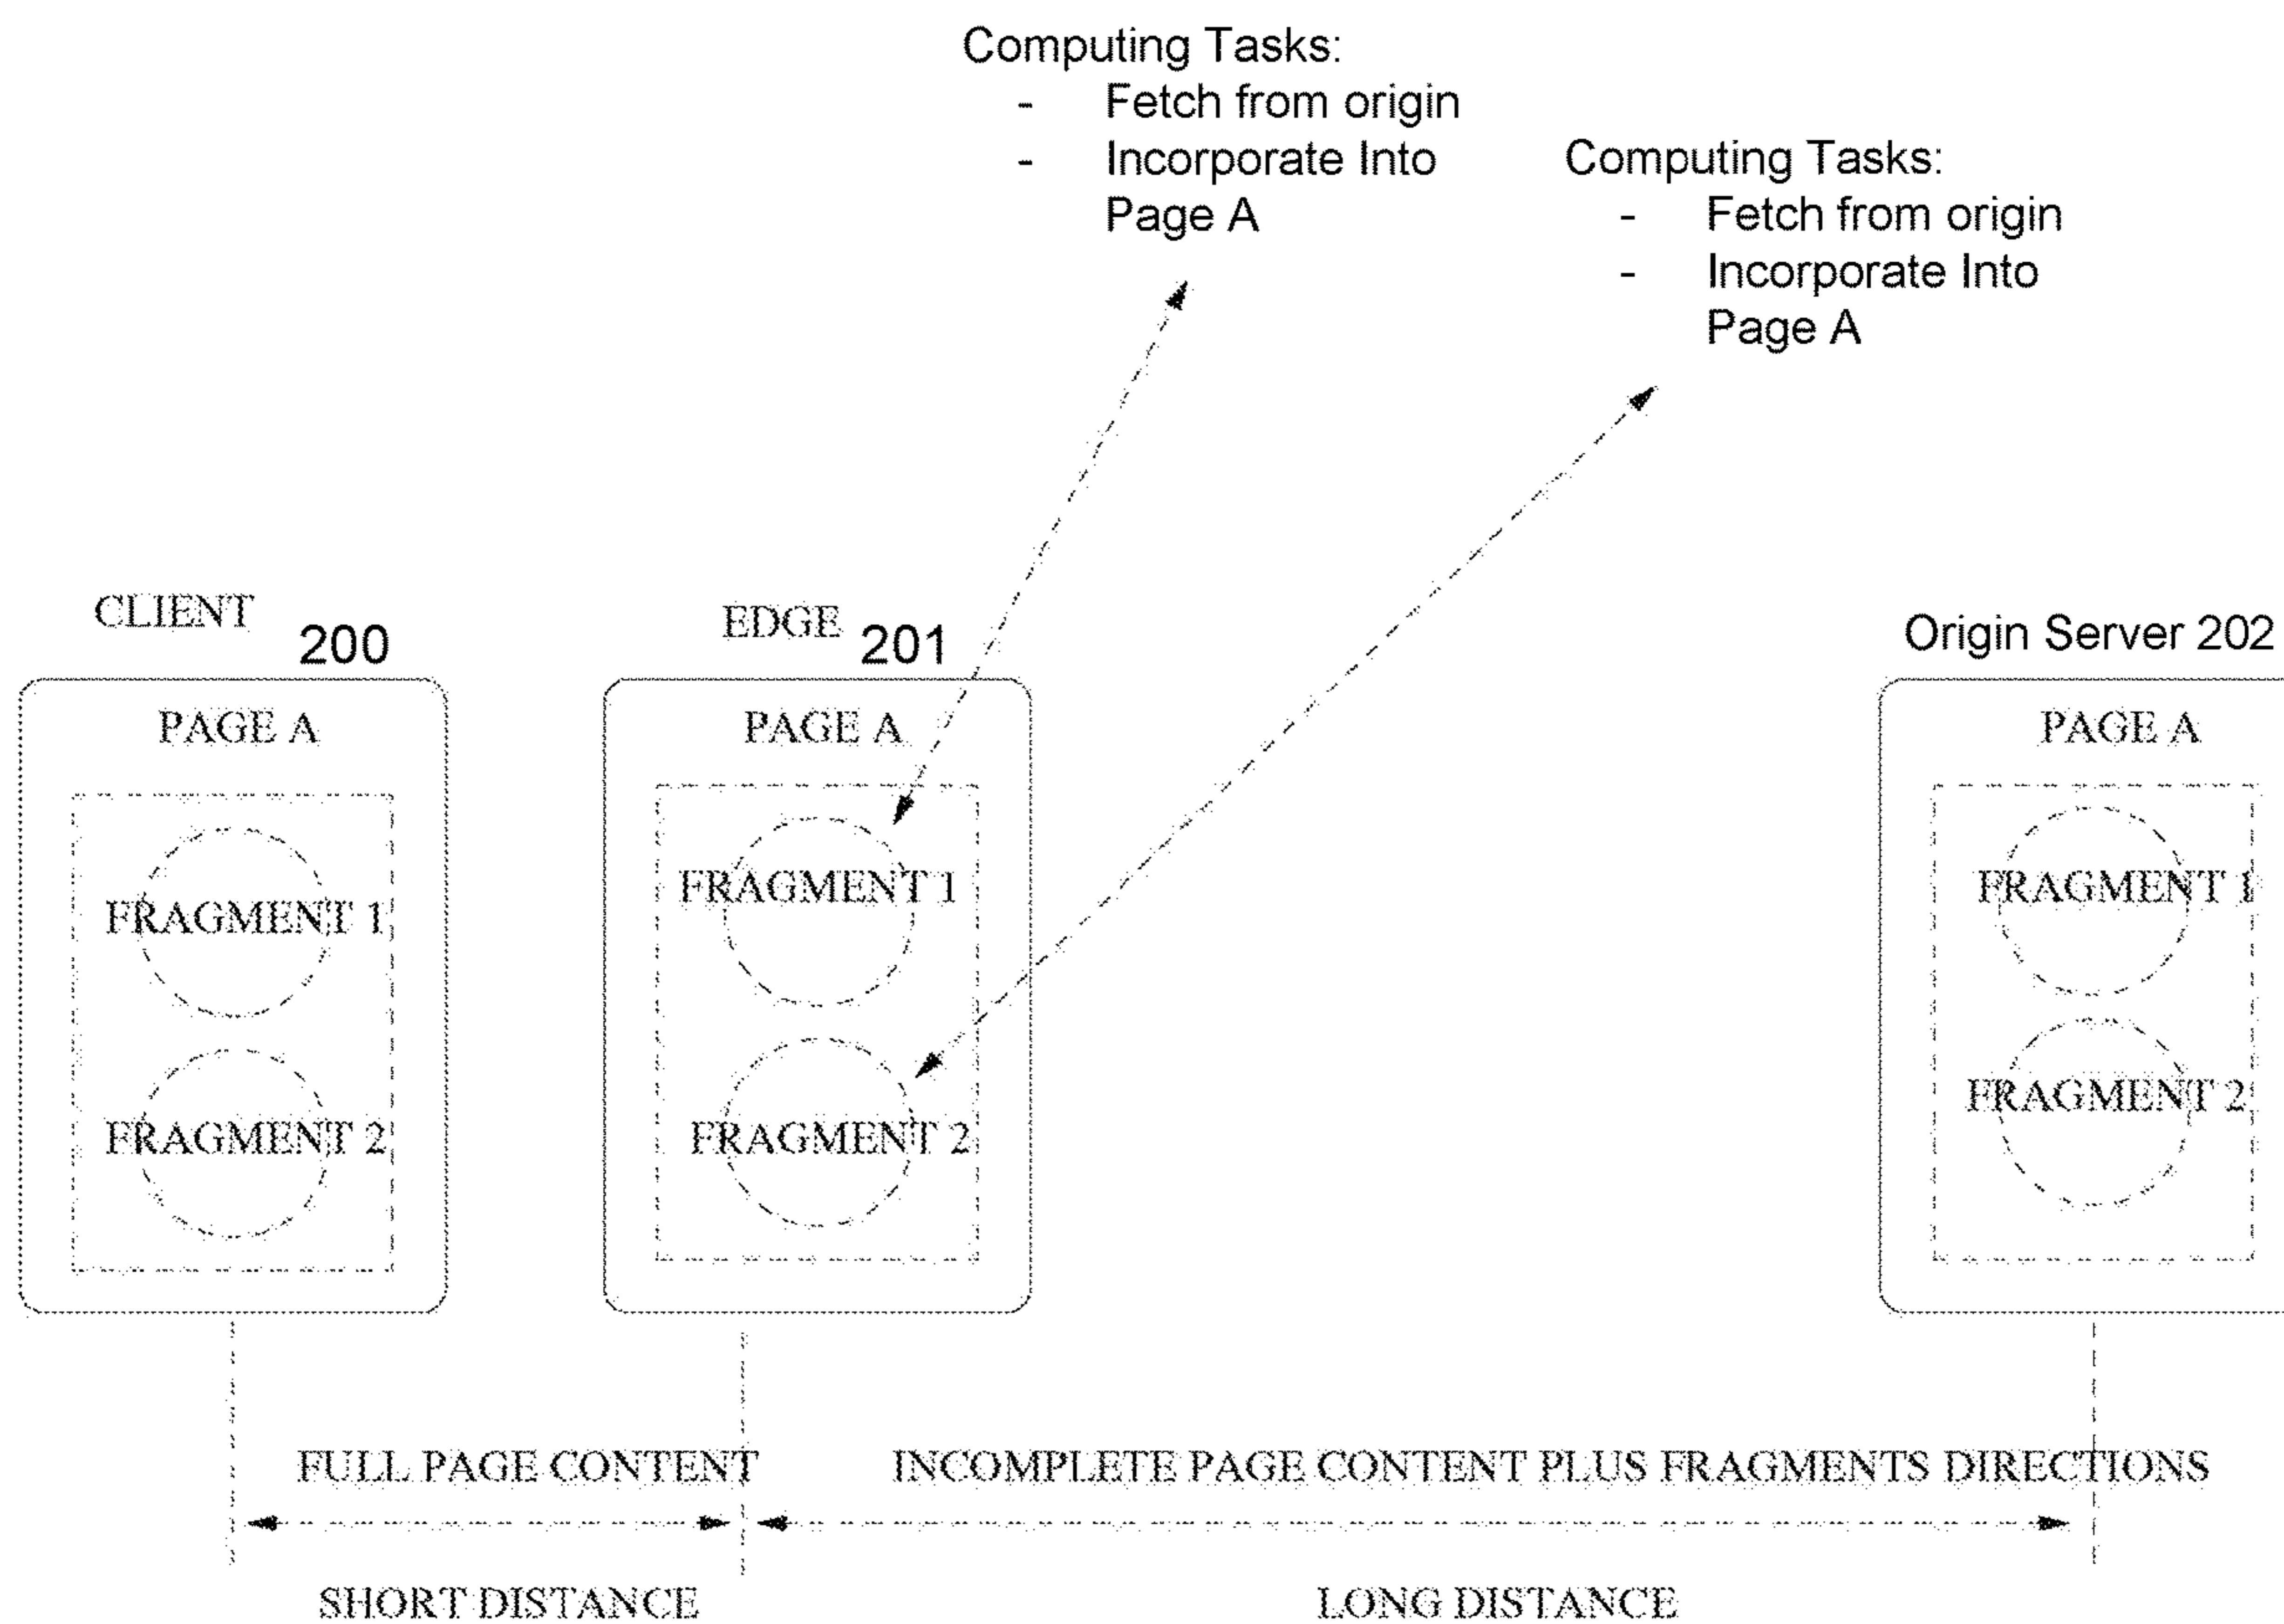 Computing Tasks:
- Fetch from origin
- Incorporate Into
Page A
Computing Tasks:
- Fetch from origin
- Incorporate Into
Page A
CLIENT 200
EDGE 201
Origin Server 202
PAGE A
PAGE A
PAGE A
FRAGMENT 1
FRAGMENT 1
FRAGMENT 1
FRAGMENT 2
FRAGMENT 2
FRAGMENT 2
FULL PAGE CONTENT
INCOMPLETE PAGE CONTENT PLUS FRAGMENTS DIRECTIONS
SHORT DISTANCE
LONG DISTANCE